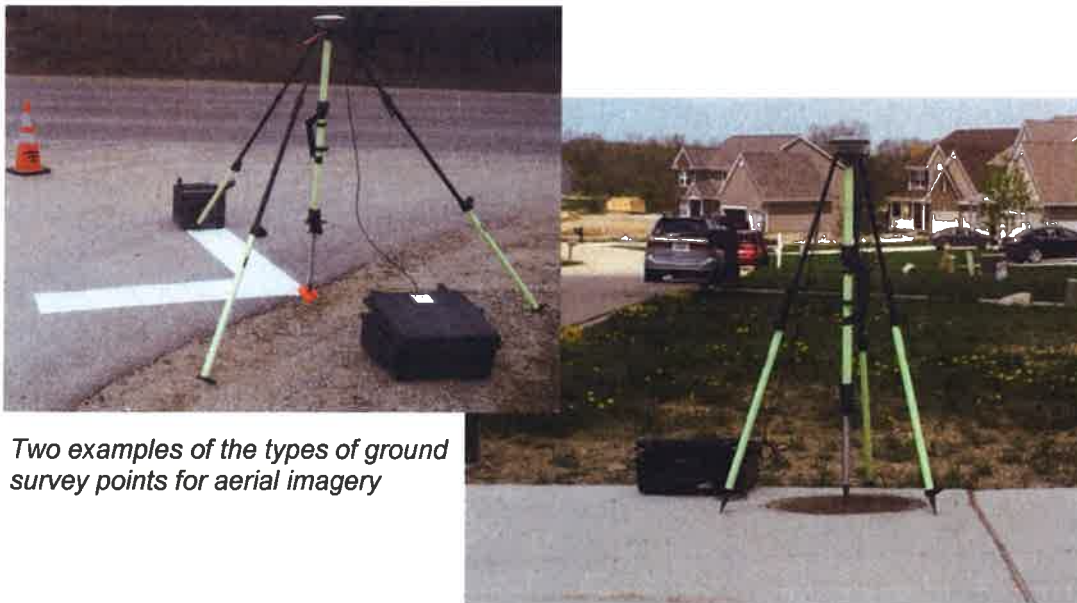 Two examples of the types of ground
survey points for aerial imagery